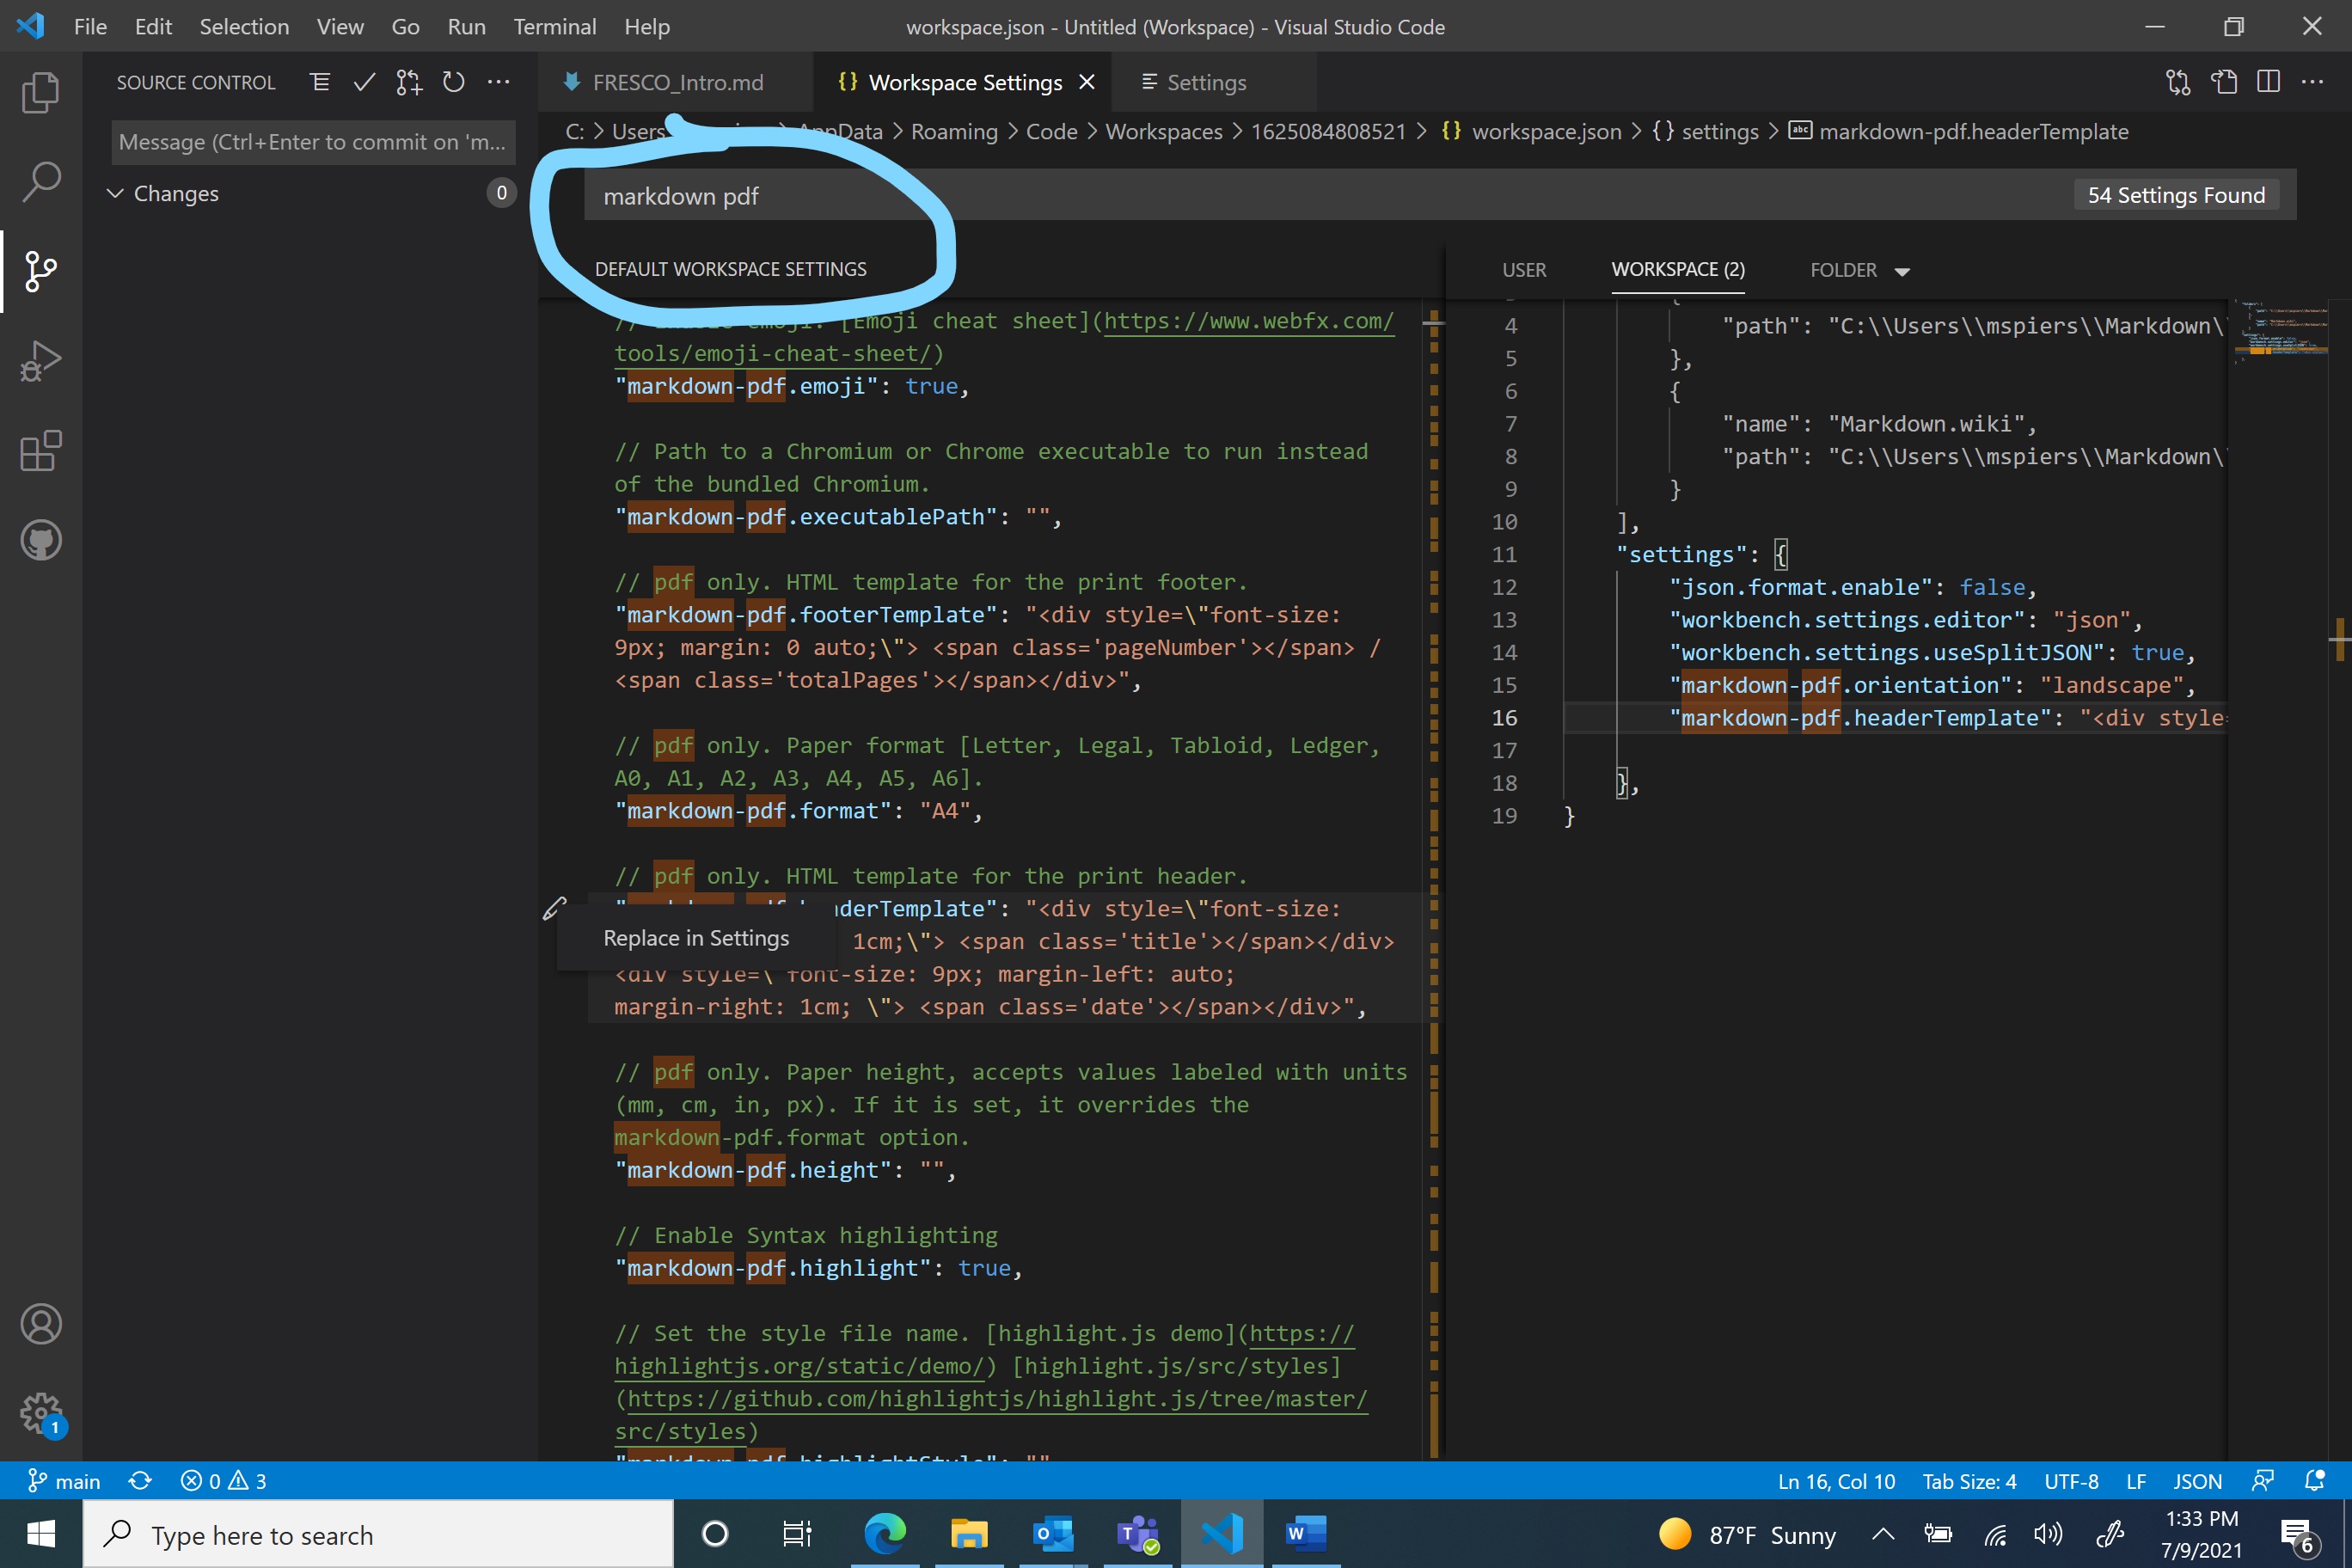 File Edit Selection View Go Run Terminal Help
workspace.json - Untitled (Workspace) - Visual Studio Code
SOURCE CONTROL
Message (Ctrl+Enter to commit on 'm...
Changes 0
FRESCO_Intro.md
{} Workspace Settings
Settings
C: > Users > AppData > Roaming > Code > Workspaces > 1625084808521 > {} workspace.json > {} settings > abc markdown-pdf.headerTemplate
markdown pdf
54 Settings Found
DEFAULT WORKSPACE SETTINGS
emoji. [Emoji cheat sheet](https://www.webfx.com/
tools/emoji-cheat-sheet/)
"markdown-pdf.emoji": true,
// Path to a Chromium or Chrome executable to run instead
of the bundled Chromium.
"markdown-pdf.executablePath": "",
// pdf only. HTML template for the print footer.
"markdown-pdf.footerTemplate": "<div style=\"font-size:
9px; margin: 0 auto;\"> <span class='pageNumber'></span> /
<span class='totalPages'></span></div>",
// pdf only. Paper format [Letter, Legal, Tabloid, Ledger,
A0, A1, A2, A3, A4, A5, A6].
"markdown-pdf.format": "A4",
// pdf only. HTML template for the print header.
derTemplate": "<div style=\"font-size:
Replace in Settings
1cm;\"> <span class='title'></span></div>
<div style=\"font-size: 9px; margin-left: auto;
margin-right: 1cm; \"> <span class='date'></span></div>",
// pdf only. Paper height, accepts values labeled with units
(mm, cm, in, px). If it is set, it overrides the
markdown-pdf.format option.
"markdown-pdf.height": "",
// Enable Syntax highlighting
"markdown-pdf.highlight": true,
// Set the style file name. [highlight.js demo](https://
highlightjs.org/static/demo/) [highlight.js/src/styles]
(https://github.com/highlightjs/highlight.js/tree/master/
src/styles)
"markdown-pdf.highlightStyle": ""
USER WORKSPACE (2) FOLDER
{
4 "path": "C:\\Users\\mspiers\\Markdown\\
5 },
6 {
7 "name": "Markdown.wiki",
8 "path": "C:\\Users\\mspiers\\Markdown\\
9 }
10 ],
11 "settings": {
12 "json.format.enable": false,
13 "workbench.settings.editor": "json",
14 "workbench.settings.useSplitJSON": true,
15 "markdown-pdf.orientation": "landscape",
16 "markdown-pdf.headerTemplate": "<div style=
17
18 },
19 }
1
main 0 3
Ln 16, Col 10 Tab Size: 4 UTF-8 LF JSON
Type here to search
87°F Sunny
1:33 PM
7/9/2021
6